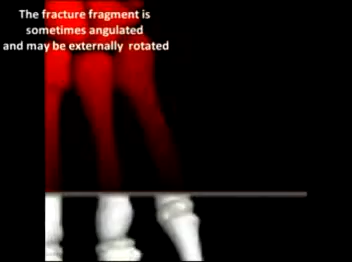 The fracture fragment is
sometimes angulated
and may be externally rotated